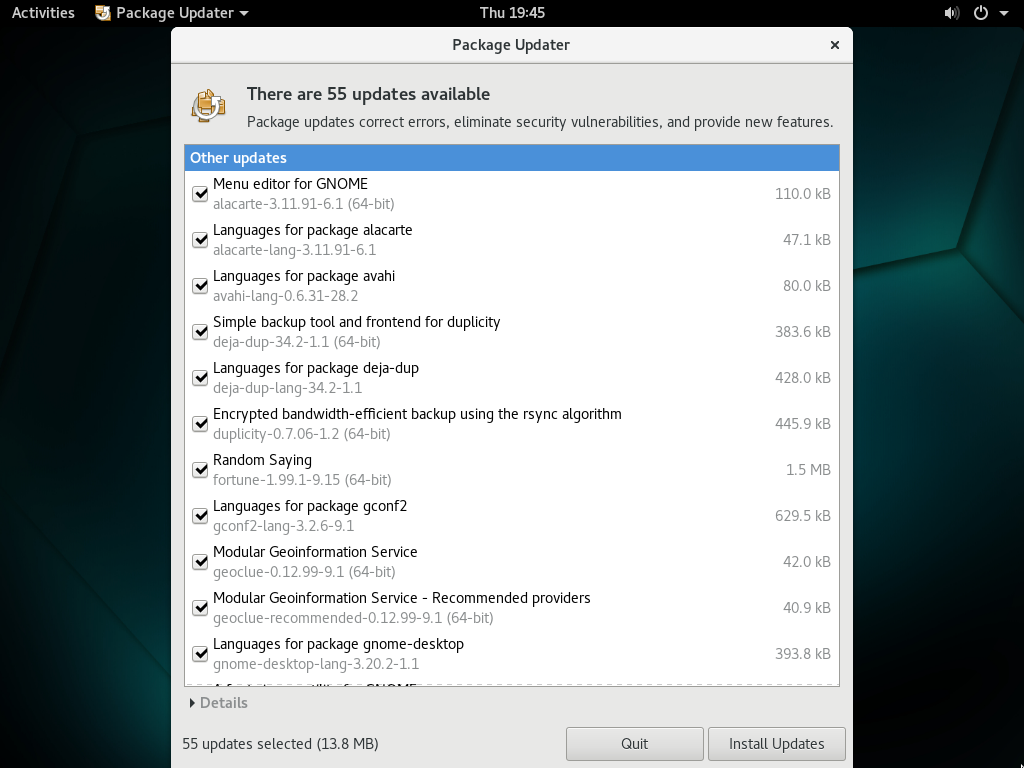 Activities Package Updater Thu 19:45
Package Updater
There are 55 updates available
Package updates correct errors, eliminate security vulnerabilities, and provide new features.
Other updates
Menu editor for GNOME
alacarte-3.11.91-6.1 (64-bit) 110.0 kB
Languages for package alacarte
alacarte-lang-3.11.91-6.1 47.1 kB
Languages for package avahi
avahi-lang-0.6.31-28.2 80.0 kB
Simple backup tool and frontend for duplicity
deja-dup-34.2-1.1 (64-bit) 383.6 kB
Languages for package deja-dup
deja-dup-lang-34.2-1.1 428.0 kB
Encrypted bandwidth-efficient backup using the rsync algorithm
duplicity-0.7.06-1.2 (64-bit) 445.9 kB
Random Saying
fortune-1.99.1-9.15 (64-bit) 1.5 MB
Languages for package gconf2
gconf2-lang-3.2.6-9.1 629.5 kB
Modular Geoinformation Service
geoclue-0.12.99-9.1 (64-bit) 42.0 kB
Modular Geoinformation Service - Recommended providers
geoclue-recommended-0.12.99-9.1 (64-bit) 40.9 kB
Languages for package gnome-desktop
gnome-desktop-lang-3.20.2-1.1 393.8 kB
Details
55 updates selected (13.8 MB) Quit Install Updates